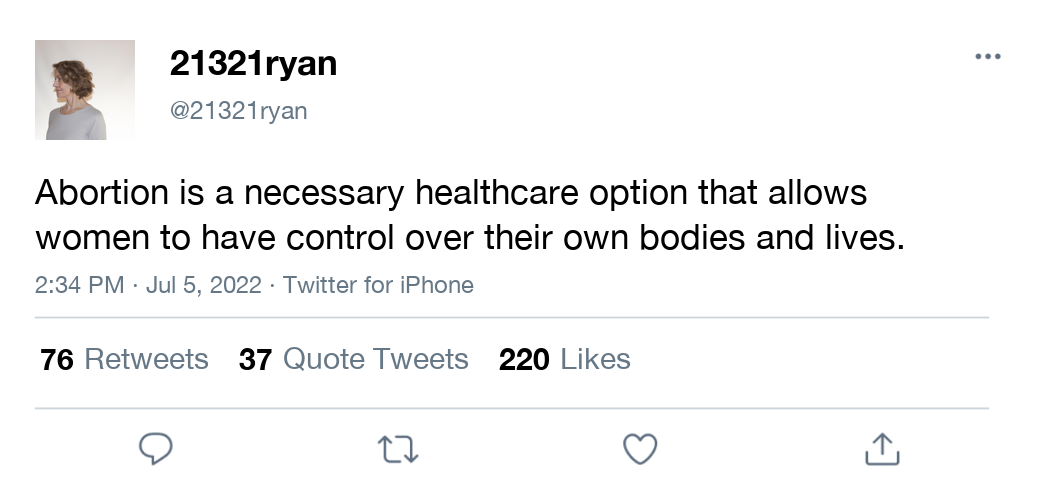 21321ryan
@21321ryan
Abortion is a necessary healthcare option that allows
women to have control over their own bodies and lives.
2:34 PM · Jul 5, 2022 · Twitter for iPhone
76 Retweets 37 Quote Tweets 220 Likes